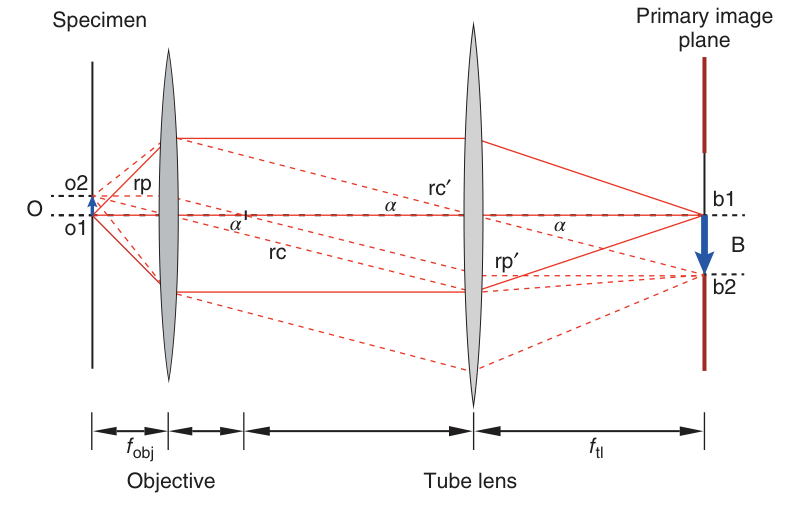 Specimen
Primary image
plane
o2
rp
rc′
α
b1
O
o1
α
α
B
rc
rp′
b2
fobj
ftl
Objective
Tube lens